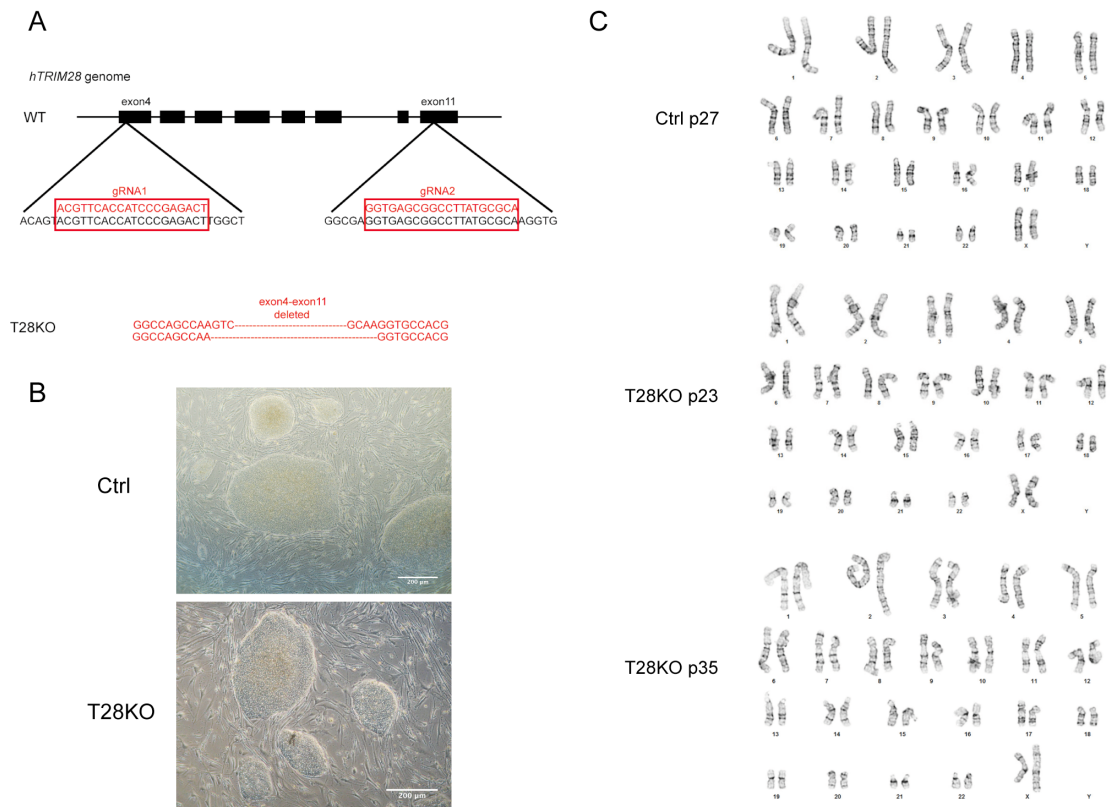 A
hTRIM28 genome
exon4
exon11
WT
gRNA1
gRNA2
ACGTTCACCATCCCGAGACT
GGTGAGCGGCCTTATGCGCA
ACAGTACGTTCACCATCCCGAGACTTGGCT
GGCGAGGTGAGCGGCCTTATGCGCAAGGTG
exon4-exon11
deleted
T28KO
GGCCAGCCAAGTC------------------------------GCAAGGTGCCACG
GGCCAGCCAA--------------------------------------------GGTGCCACG
B
Ctrl
200 μm
T28KO
200 μm
C
Ctrl p27
1 2 3 4 5
6 7 8 9 10 11 12
13 14 15 16 17 18
19 20 21 22 X Y
T28KO p23
1 2 3 4 5
6 7 8 9 10 11 12
13 14 15 16 17 18
19 20 21 22 X Y
T28KO p35
1 2 3 4 5
6 7 8 9 10 11 12
13 14 15 16 17 18
19 20 21 22 X Y